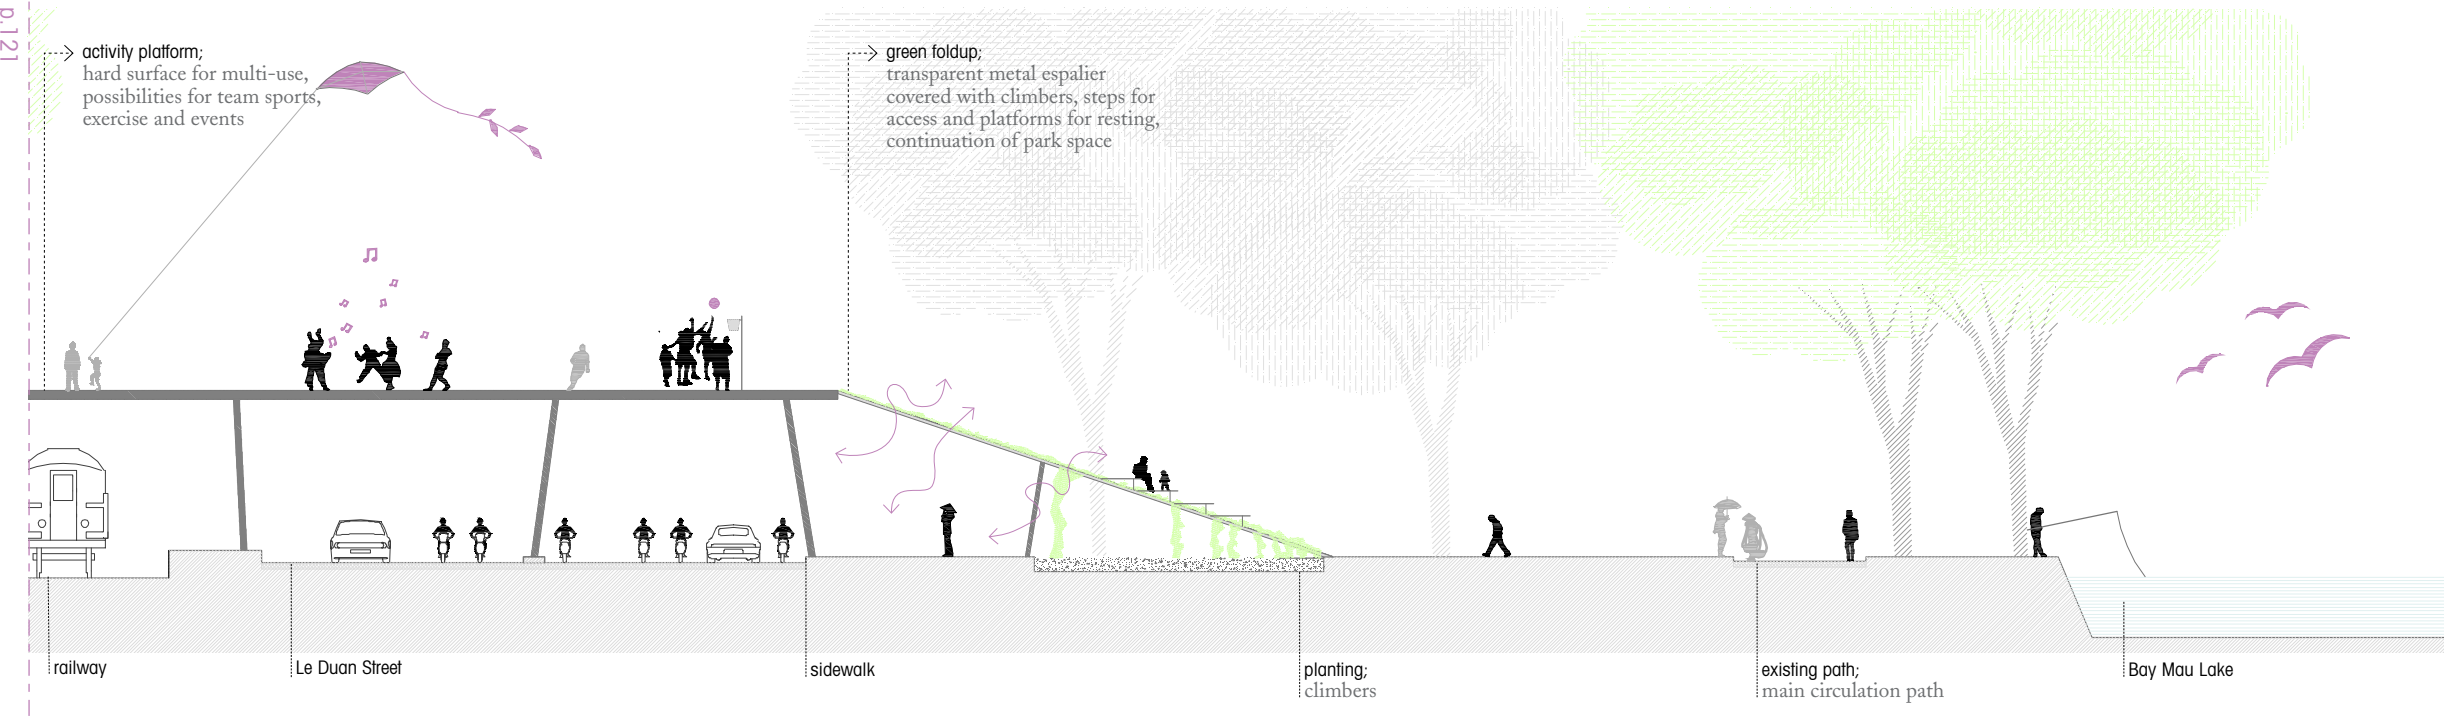 p.121
activity platform;
hard surface for multi-use,
possibilities for team sports,
exercise and events
green foldup;
transparent metal espalier
covered with climbers, steps for
access and platforms for resting,
continuation of park space
railway
Le Duan Street
sidewalk
planting;
climbers
existing path;
main circulation path
Bay Mau Lake